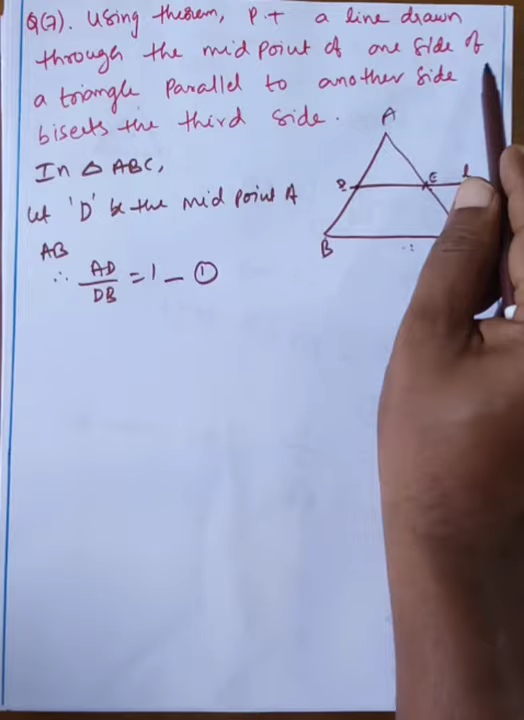 Q(7). Using theorem, P.T a line drawn
through the mid point of one side of
a triangle parallel to another side
bisects the third side.
In △ ABC,
let 'D' be the mid point A
AB
∴ AD/DB = 1 — ①
A
D
E
l
B